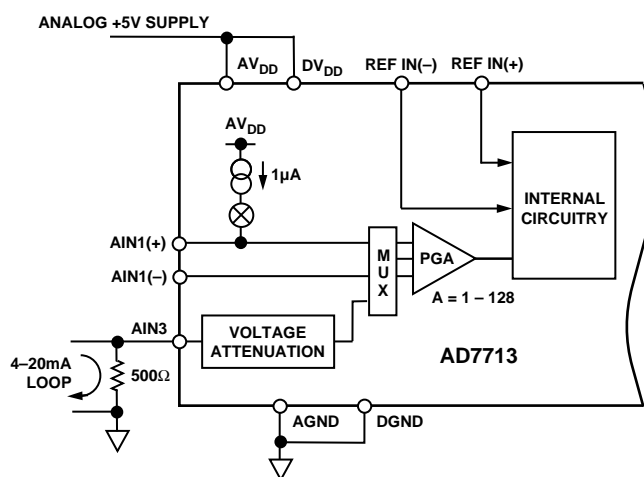 ANALOG +5V SUPPLY
AVDD
DVDD
REF IN(–)
REF IN(+)
AVDD
1µA
INTERNAL
CIRCUITRY
AIN1(+)
M
U
X
PGA
AIN1(–)
A = 1 – 128
AIN3
VOLTAGE
ATTENUATION
AD7713
4–20mA
LOOP
500Ω
AGND
DGND